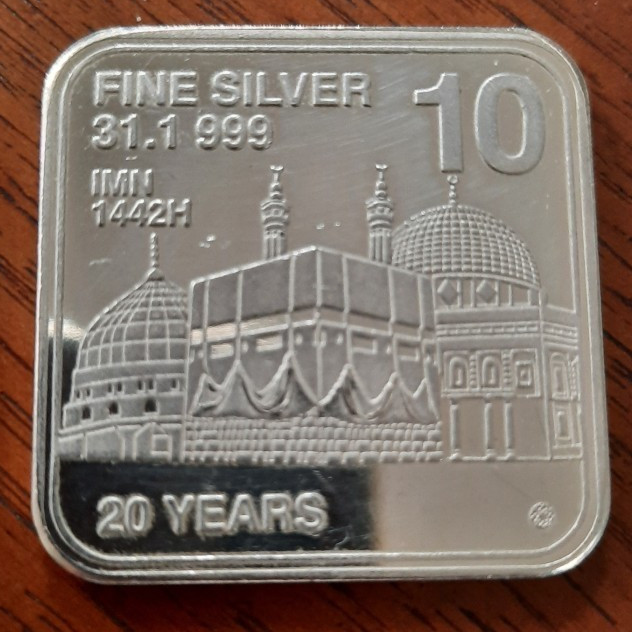 FINE SILVER
31.1 999
10
IMN
1442H
20 YEARS